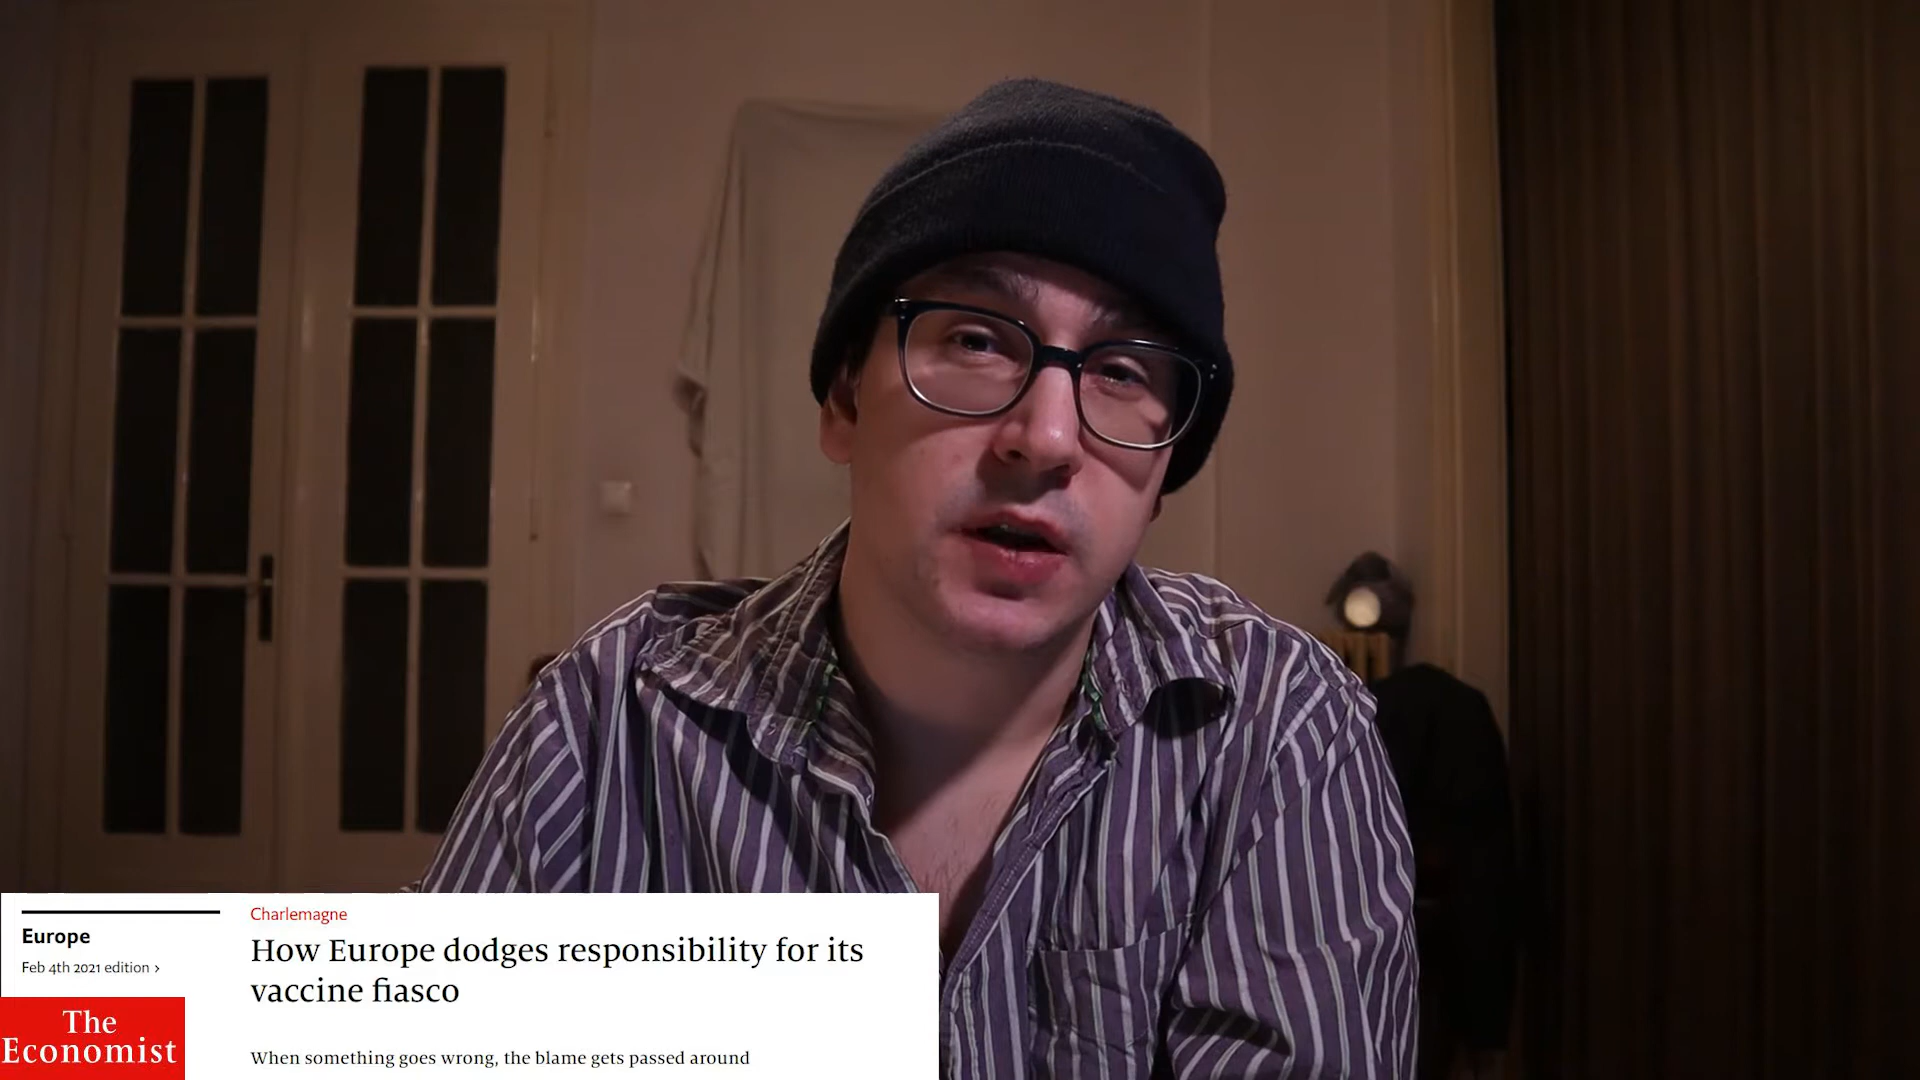 Charlemagne
Europe
Feb 4th 2021 edition >
How Europe dodges responsibility for its
vaccine fiasco
The
Economist
When something goes wrong, the blame gets passed around